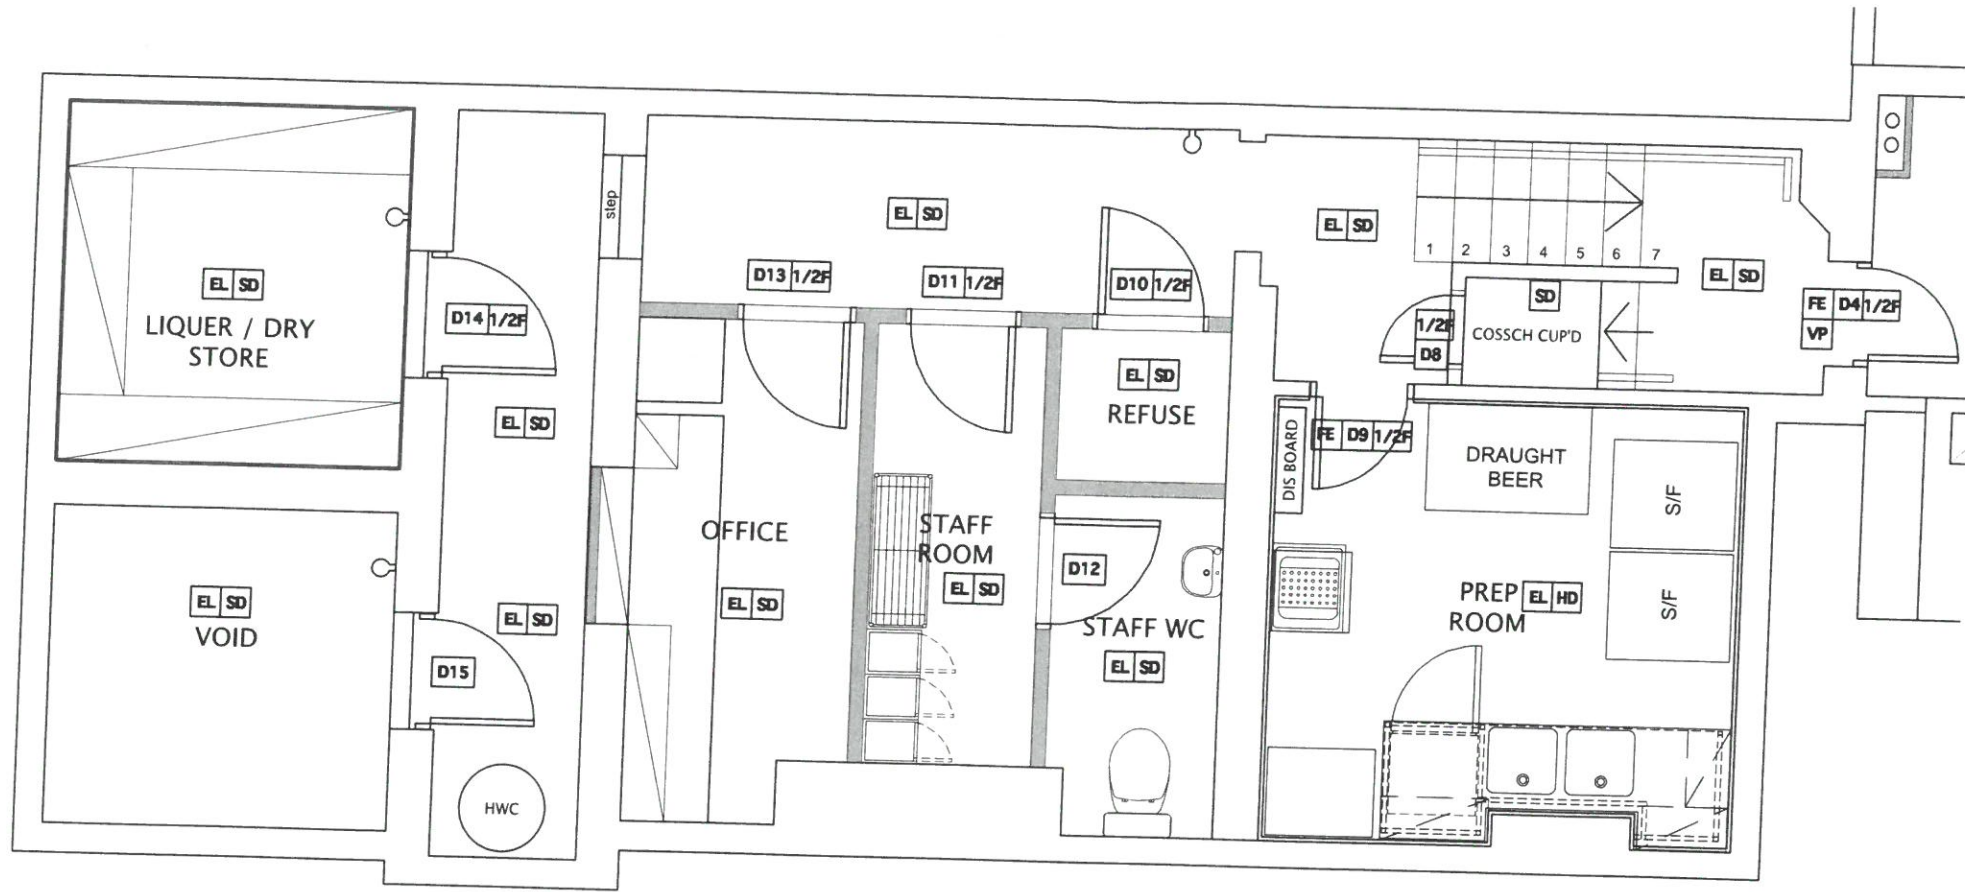 step
EL SD
EL SD
1 2 3 4 5 6 7
EL SD
EL SD
LIQUER / DRY
STORE
D14 1/2F
D13 1/2F
D11 1/2F
D10 1/2F
SD
COSSCH CUP'D
1/2F
D8
FE D4 1/2F
VP
EL SD
EL SD
REFUSE
DIS BOARD
FE D9 1/2F
DRAUGHT
BEER
S/F
S/F
OFFICE
EL SD
STAFF
ROOM
EL SD
D12
STAFF WC
EL SD
PREP
ROOM
EL HD
EL SD
VOID
EL SD
D15
HWC